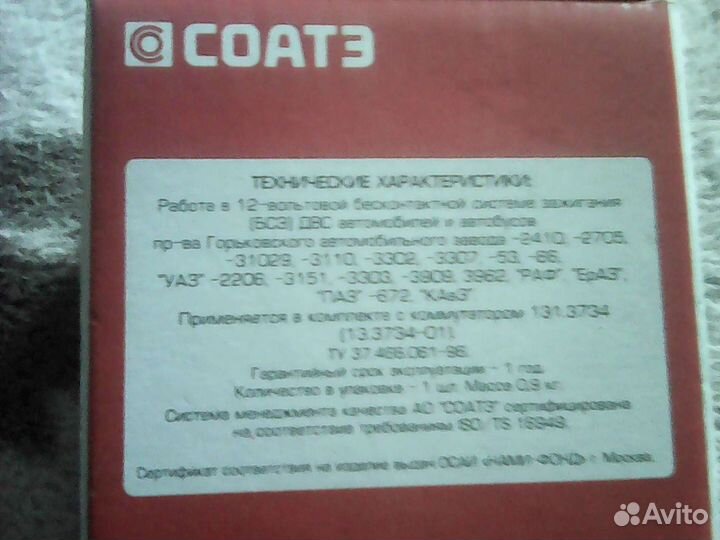 СОАТЭ
ТЕХНИЧЕСКИЕ ХАРАКТЕРИСТИКИ:
Работа в 12-вольтовой бесконтактной системе зажигания
(БСЗ) ДВС автомобилей и автобусов
пр-ва Горьковского автомобильного завода -2410, -2705,
-31029, -3110, -3302, -3307, -53, -66,
"УАЗ" -2206, -3151, -3303, -3909, 3962, "РАФ" "ЕрАЗ",
"ПАЗ" -672, "КАвЗ"
Применяется в комплекте с коммутатором 131.3734
(13.3734-01).
ТУ 37.466.061-96.
Гарантийный срок эксплуатации - 1 год.
Количество в упаковке - 1 шт. Масса 0,9 кг.
Система менеджмента качества АО "СОАТЭ" сертифицирована
на соответствие требованиям ISO/ TS 16949.
Сертификат соответствия на изделие выдан ОСАИ «НАМИ-ФОНД» г. Москва.
Avito